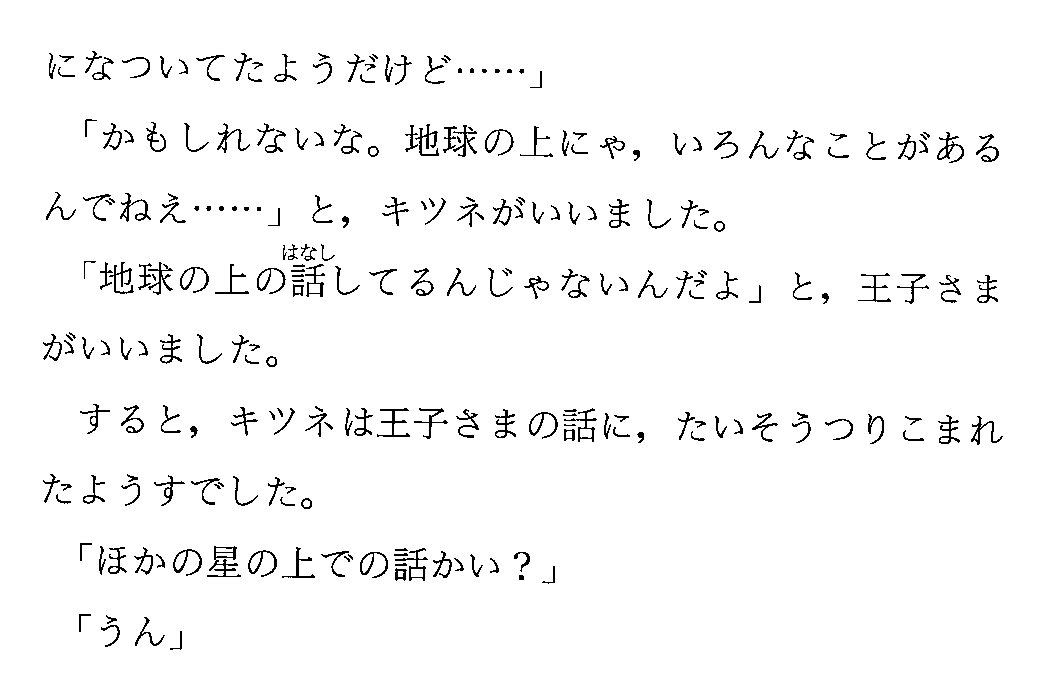 になついてたようだけど……」
「かもしれないな。地球の上にゃ，いろんなことがある
んでねえ……」と，キツネがいいました。
はなし
「地球の上の話してるんじゃないんだよ」と，王子さま
がいいました。
すると，キツネは王子さまの話に，たいそうつりこまれ
たようすでした。
「ほかの星の上での話かい？」
「うん」